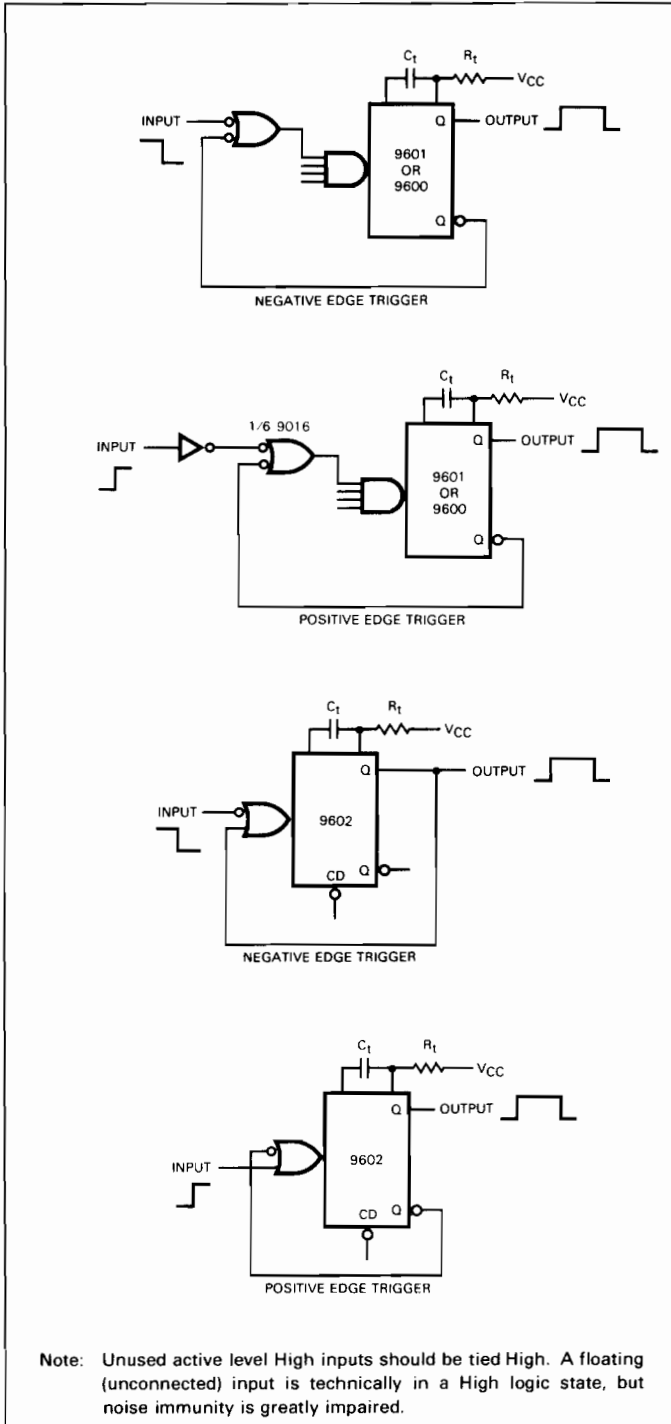 Ct Rt
VCC
INPUT
Q OUTPUT
9601
OR
9600
Q
NEGATIVE EDGE TRIGGER
Ct Rt
VCC
1/6 9016
INPUT
Q OUTPUT
9601
OR
9600
Q
POSITIVE EDGE TRIGGER
Ct Rt
VCC
Q OUTPUT
INPUT
9602
Q
CD
NEGATIVE EDGE TRIGGER
Ct Rt
VCC
Q OUTPUT
9602
INPUT
CD Q
POSITIVE EDGE TRIGGER
Note: Unused active level High inputs should be tied High. A floating
(unconnected) input is technically in a High logic state, but
noise immunity is greatly impaired.